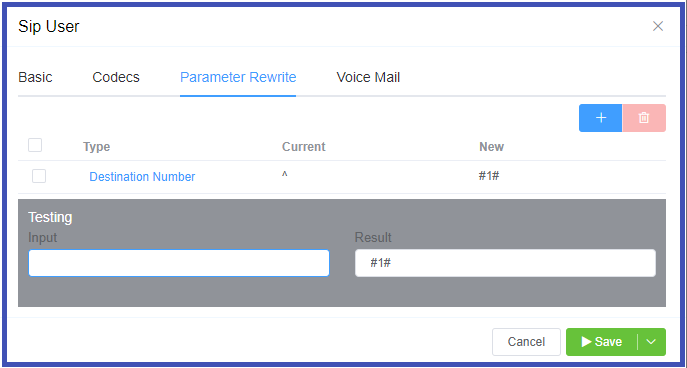 Sip User
Basic Codecs Parameter Rewrite Voice Mail
Type Current New
Destination Number ^ #1#
Testing
Input Result
#1#
Cancel Save